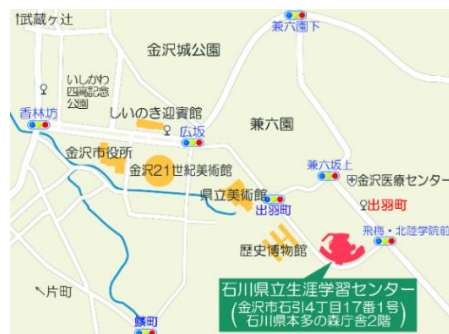 ↑武蔵ヶ辻
兼六園下
金沢城公園
いしかわ
四高記念
公園
しいのき迎賓館
香林坊
広坂
兼六園
金沢市役所
金沢21世紀美術館
兼六坂上
県立美術館
金沢医療センター
出羽町
出羽町
飛梅・北陸学院前
歴史博物館
石川県立生涯学習センター
(金沢市石引4丁目17番1号)
石川県本多の森庁舎2階
↖片町
鱗町